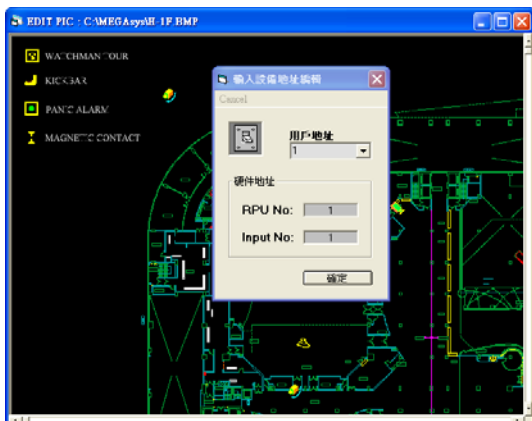 EDIT PIC : C:\MEGAsys\H-1F.BMP
WATCHMAN TOUR
KICKBAR
PANIC ALARM
MAGNETIC CONTACT
輸入設備地址編輯
Cancel
用戶地址
1
硬件地址
RPU No: 1
Input No: 1
確定